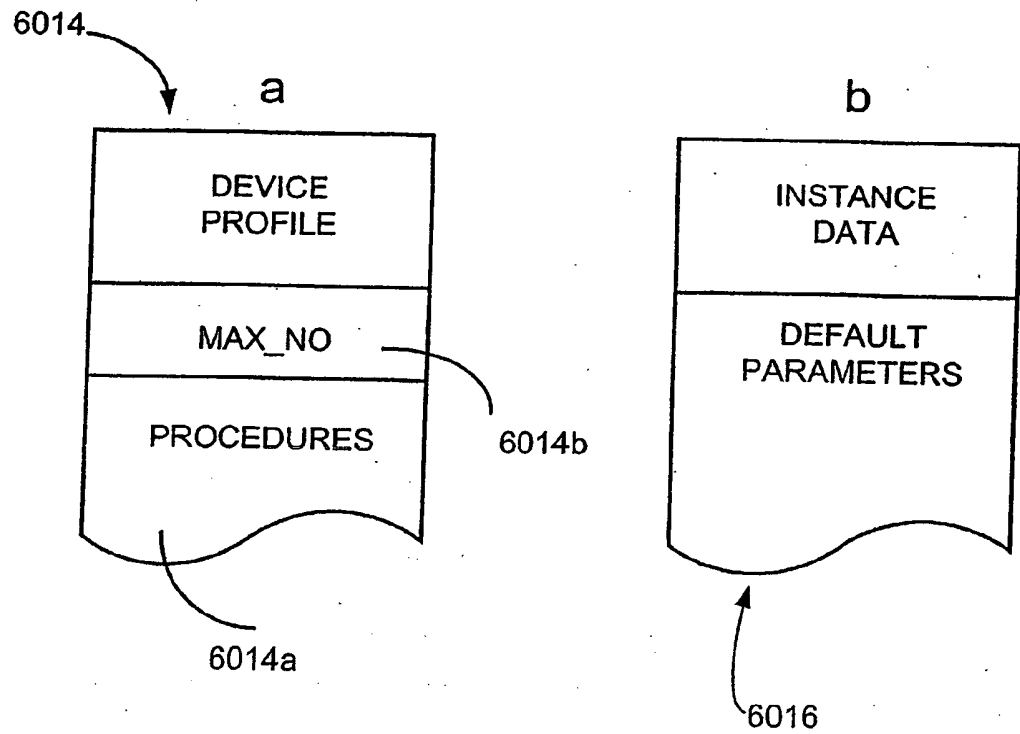 6014
a
b
DEVICE
PROFILE
MAX_NO
PROCEDURES
6014b
6014a
INSTANCE
DATA
DEFAULT
PARAMETERS
6016